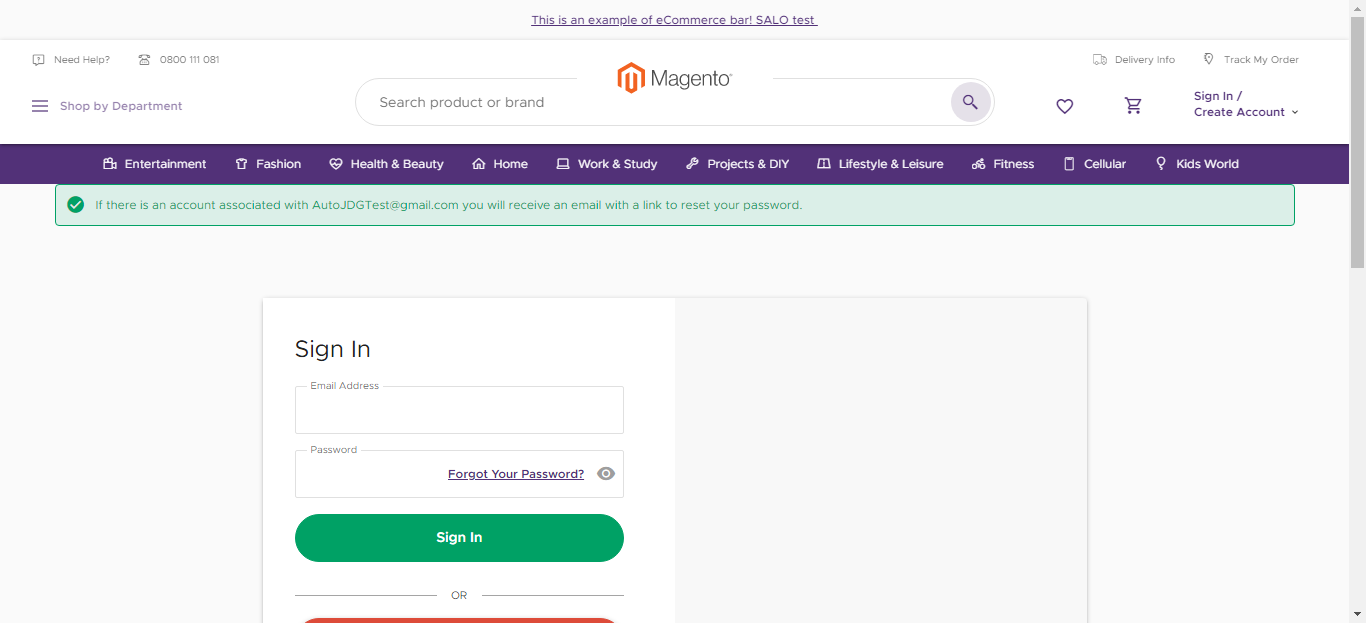 This is an example of eCommerce bar! SALO test
Need Help? 0800 111 081 Delivery Info Track My Order
Magento
Shop by Department Search product or brand Sign In /
Create Account
Entertainment Fashion Health & Beauty Home Work & Study Projects & DIY Lifestyle & Leisure Fitness Cellular Kids World
If there is an account associated with AutoJDGTest@gmail.com you will receive an email with a link to reset your password.
Sign In
Email Address
Password
Forgot Your Password?
Sign In
OR